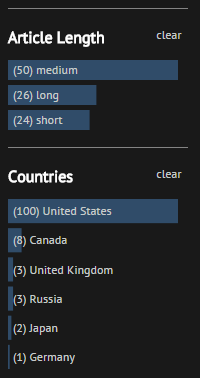 Article Length clear
(50) medium
(26) long
(24) short
Countries clear
(100) United States
(8) Canada
(3) United Kingdom
(3) Russia
(2) Japan
(1) Germany